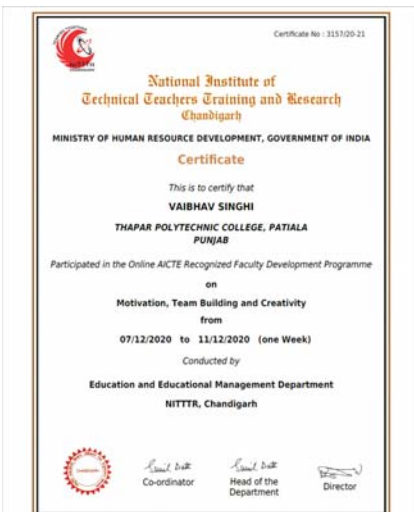 Certificate No : 3157/20-21
NITTTR
National Institute of
Technical Teachers Training and Research
Chandigarh
MINISTRY OF HUMAN RESOURCE DEVELOPMENT, GOVERNMENT OF INDIA
Certificate
This is to certify that
VAIBHAV SINGHI
THAPAR POLYTECHNIC COLLEGE, PATIALA
PUNJAB
Participated in the Online AICTE Recognized Faculty Development Programme
on
Motivation, Team Building and Creativity
from
07/12/2020 to 11/12/2020 (one Week)
Conducted by
Education and Educational Management Department
NITTTR, Chandigarh
Co-ordinator
Head of the
Department
Director